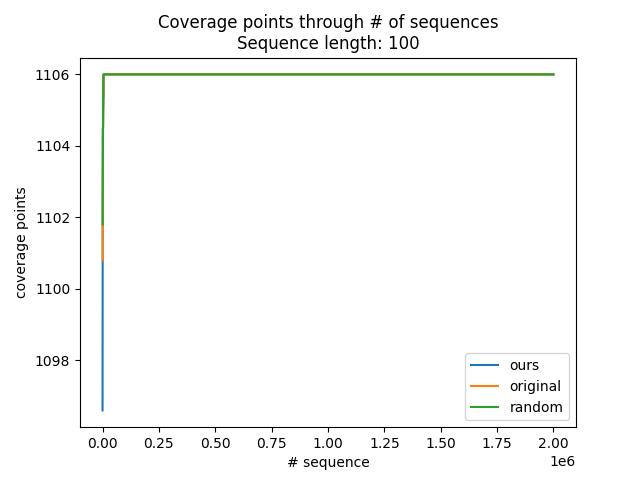 Coverage points through # of sequences
Sequence length: 100
1106
1104
1102
1100
1098
coverage points
ours
original
random
0.00 0.25 0.50 0.75 1.00 1.25 1.50 1.75 2.00
1e6
# sequence